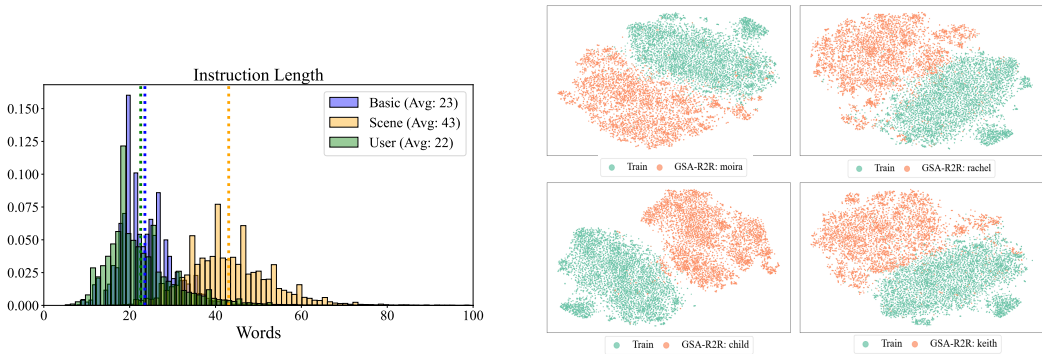 Instruction Length
0.150
0.125
0.100
0.075
0.050
0.025
0.000
Basic (Avg: 23)
Scene (Avg: 43)
User (Avg: 22)
0 20 40 60 80 100
Words
Train GSA-R2R: moira
Train GSA-R2R: rachel
Train GSA-R2R: child
Train GSA-R2R: keith